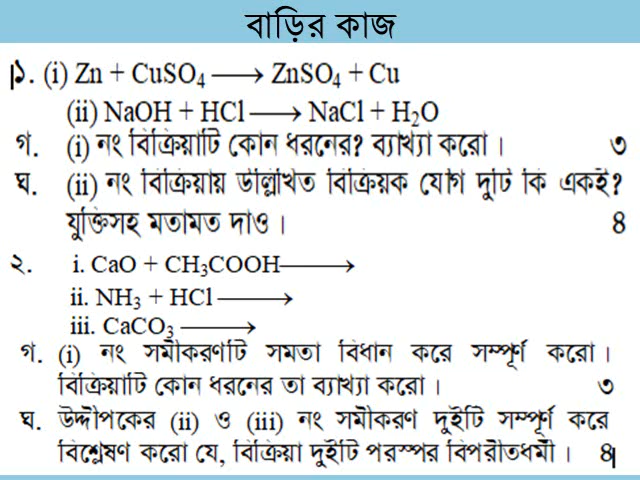 বাড়ির কাজ
১. (i) Zn + CuSO₄ ⟶ ZnSO₄ + Cu
(ii) NaOH + HCl ⟶ NaCl + H₂O
গ. (i) নং বিক্রিয়াটি কোন ধরনের? ব্যাখ্যা করো। ৩
ঘ. (ii) নং বিক্রিয়ায় উল্লিখিত বিক্রিয়ক যৌগ দুটি কি একই?
যুক্তিসহ মতামত দাও। 8
২. i. CaO + CH₃COOH ⟶
ii. NH₃ + HCl ⟶
iii. CaCO₃ ⟶
গ. (i) নং সমীকরণটি সমতা বিধান করে সম্পূর্ণ করো।
বিক্রিয়াটি কোন ধরনের তা ব্যাখ্যা করো। ৩
ঘ. উদ্দীপকের (ii) ও (iii) নং সমীকরণ দুইটি সম্পূর্ণ করে
বিশ্লেষণ করো যে, বিক্রিয়া দুইটি পরস্পর বিপরীতধর্মী। 8